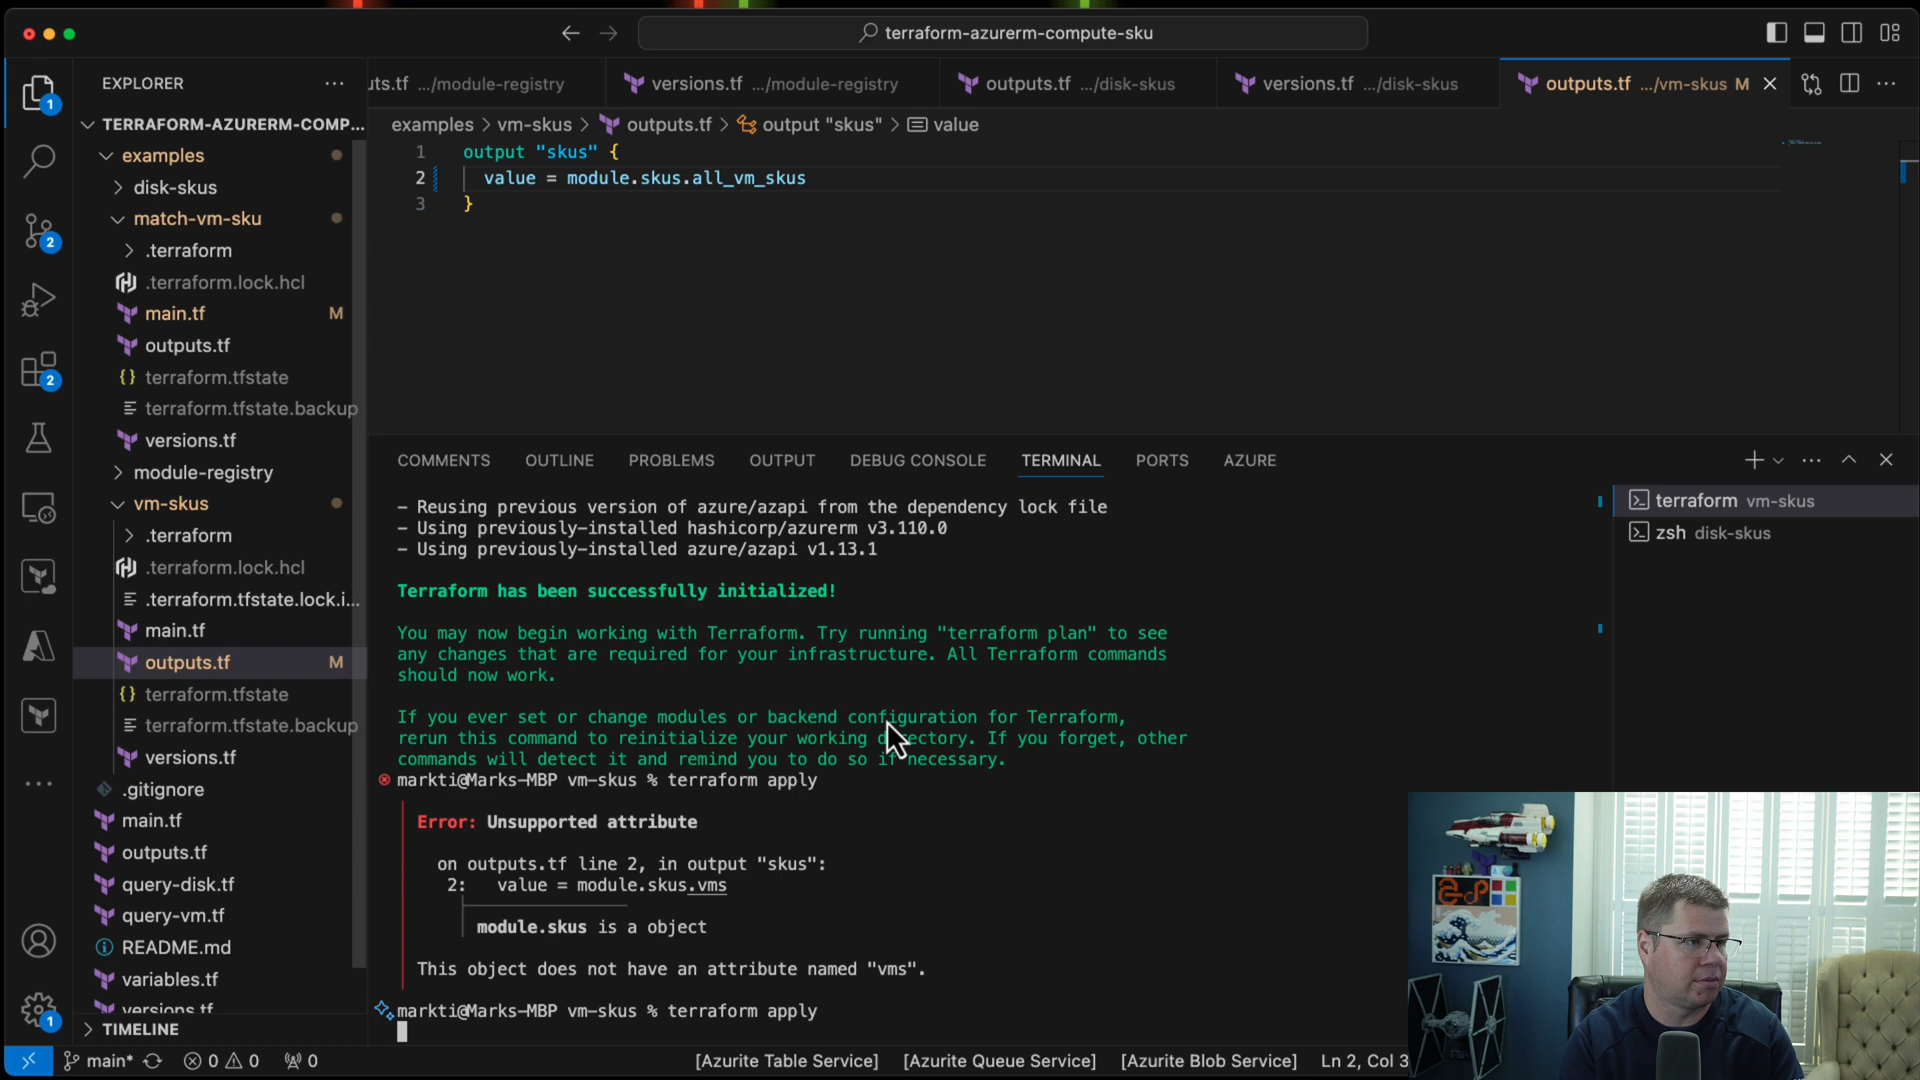 terraform-azurerm-compute-sku
EXPLORER
uts.tf .../module-registry
versions.tf .../module-registry
outputs.tf .../disk-skus
versions.tf .../disk-skus
outputs.tf .../vm-skus M
TERRAFORM-AZURERM-COMP...
examples > vm-skus > outputs.tf > output "skus" > value
1 output "skus" {
2 value = module.skus.all_vm_skus
3 }
1
2
2
1
examples
disk-skus
match-vm-sku
.terraform
.terraform.lock.hcl
main.tf M
outputs.tf
terraform.tfstate
terraform.tfstate.backup
versions.tf
module-registry
vm-skus
.terraform
.terraform.lock.hcl
.terraform.tfstate.lock.i...
main.tf
outputs.tf M
terraform.tfstate
terraform.tfstate.backup
versions.tf
.gitignore
main.tf
outputs.tf
query-disk.tf
query-vm.tf
README.md
variables.tf
versions.tf
TIMELINE
COMMENTS OUTLINE PROBLEMS OUTPUT DEBUG CONSOLE TERMINAL PORTS AZURE
terraform vm-skus
zsh disk-skus
- Reusing previous version of azure/azapi from the dependency lock file
- Using previously-installed hashicorp/azurerm v3.110.0
- Using previously-installed azure/azapi v1.13.1
Terraform has been successfully initialized!
You may now begin working with Terraform. Try running "terraform plan" to see
any changes that are required for your infrastructure. All Terraform commands
should now work.
If you ever set or change modules or backend configuration for Terraform,
rerun this command to reinitialize your working directory. If you forget, other
commands will detect it and remind you to do so if necessary.
markti@Marks-MBP vm-skus % terraform apply
Error: Unsupported attribute
on outputs.tf line 2, in output "skus":
2: value = module.skus.vms
module.skus is a object
This object does not have an attribute named "vms".
markti@Marks-MBP vm-skus % terraform apply
main* 0 0 0
[Azurite Table Service] [Azurite Queue Service] [Azurite Blob Service] Ln 2, Col 3